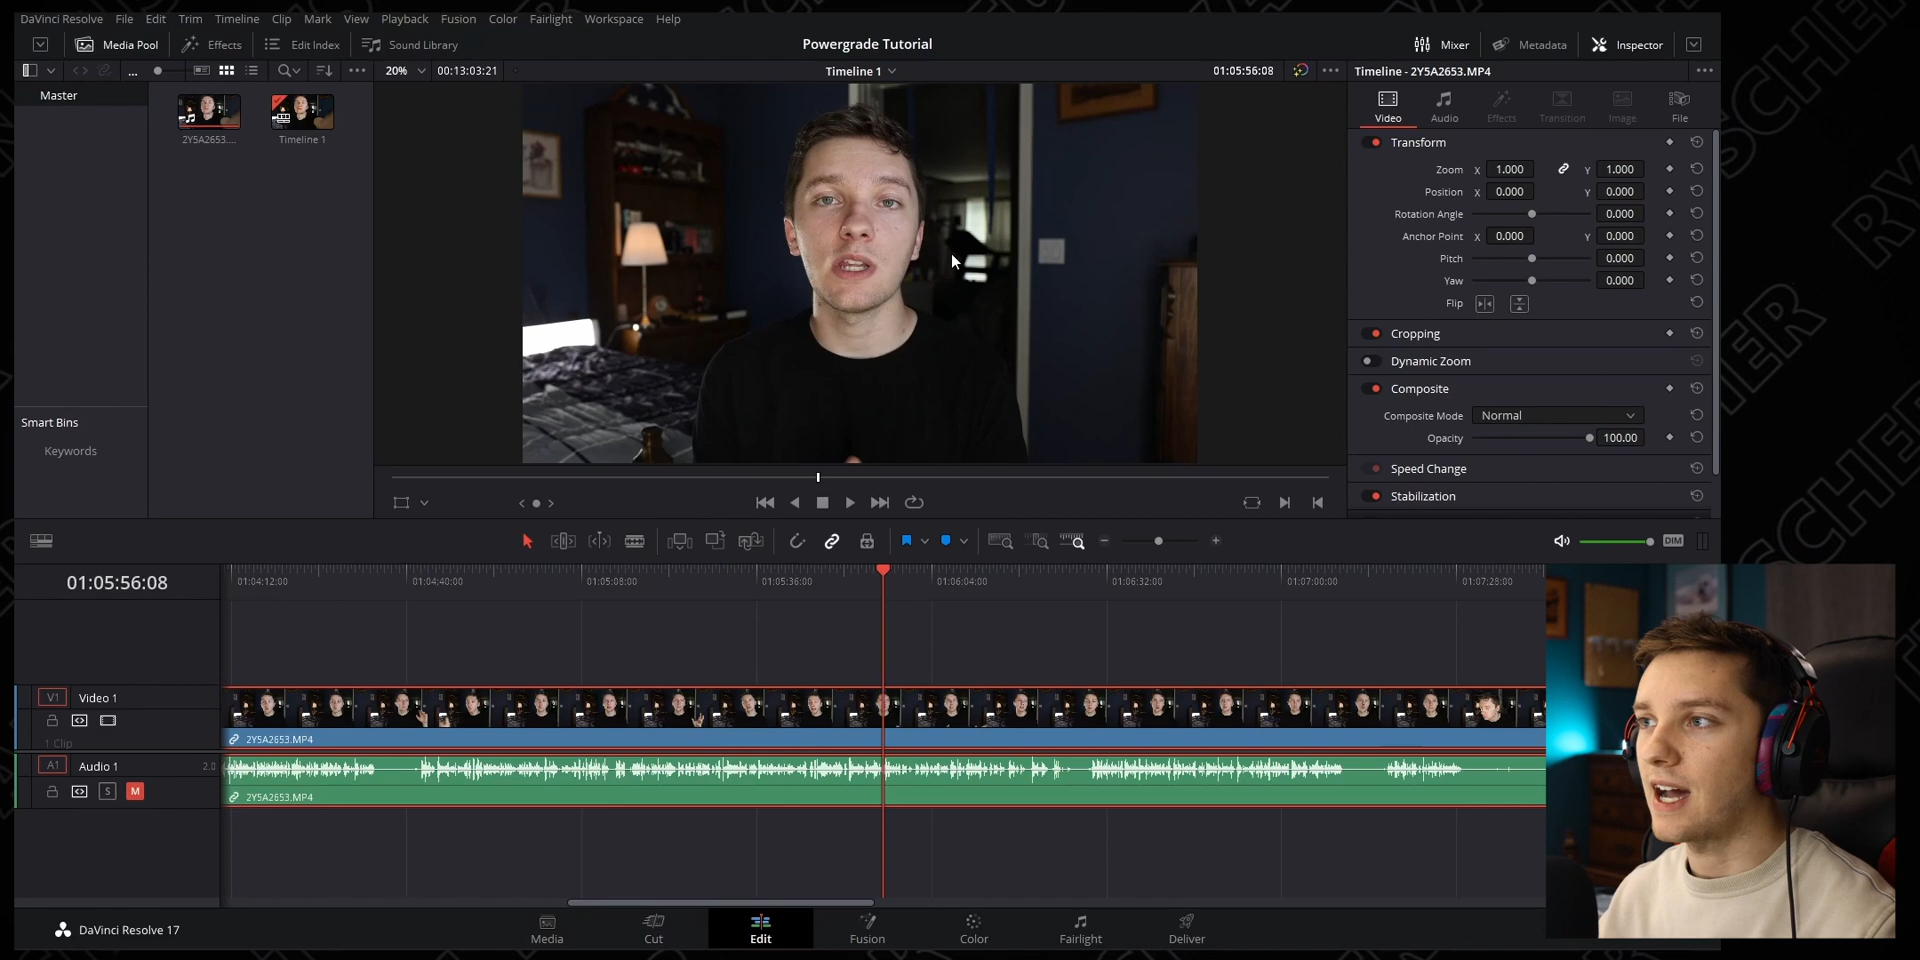 DaVinci Resolve File Edit Trim Timeline Clip Mark View Playback Fusion Color Fairlight Workspace Help
Media Pool Effects Edit Index Sound Library Powergrade Tutorial Mixer Metadata Inspector
20% 00:13:03:21 Timeline 1 01:05:56:08 Timeline - 2Y5A2653.MP4
Master
2Y5A2653.... Timeline 1
Video Audio Effects Transition Image File
Transform
Zoom X 1.000 Y 1.000
Position X 0.000 Y 0.000
Rotation Angle 0.000
Anchor Point X 0.000 Y 0.000
Pitch 0.000
Yaw 0.000
Flip
Cropping
Dynamic Zoom
Composite
Composite Mode Normal
Opacity 100.00
Speed Change
Stabilization
Smart Bins
Keywords
DIM
01:05:56:08
01:04:12:00 01:04:40:00 01:05:08:00 01:05:36:00 01:06:04:00 01:06:32:00 01:07:00:00 01:07:28:00
V1 Video 1
1 Clip
2Y5A2653.MP4
A1 Audio 1 2.0
S M
2Y5A2653.MP4
DaVinci Resolve 17
Media Cut Edit Fusion Color Fairlight Deliver